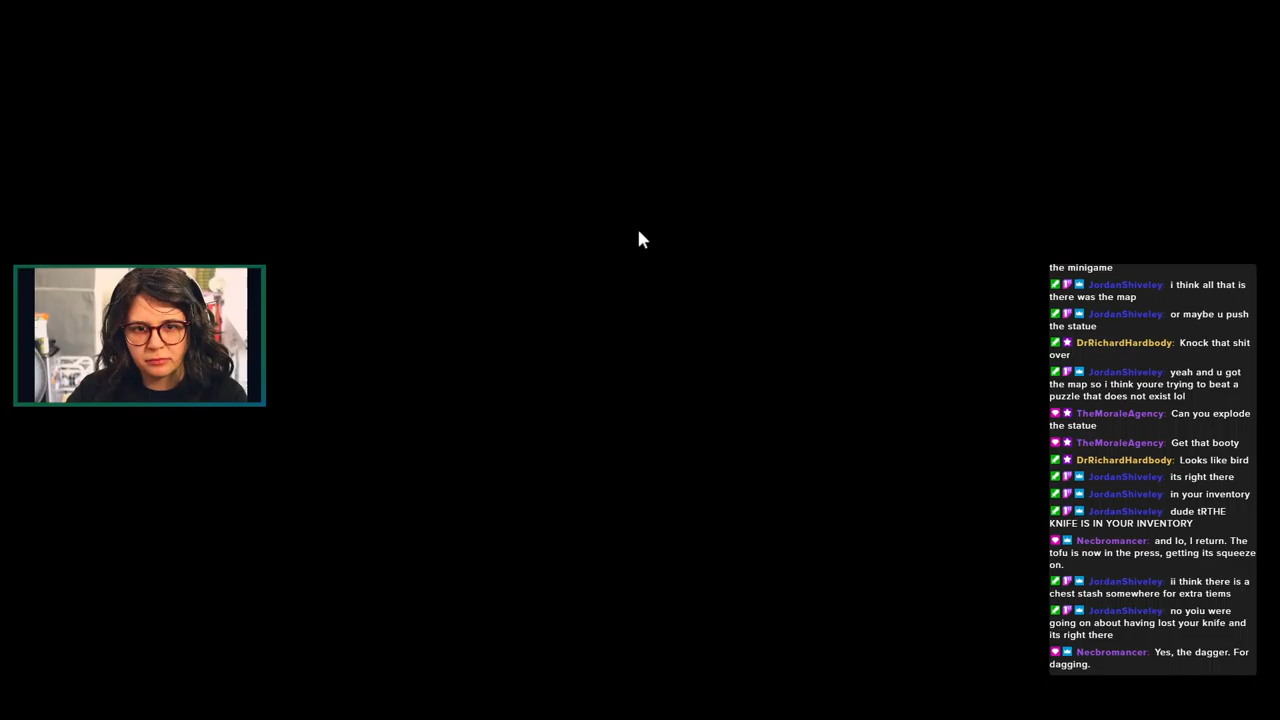 the minigame
JordanShiveley: i think all that is
there was the map
JordanShiveley: or maybe u push
the statue
DrRichardHardbody: Knock that shit
over
JordanShiveley: yeah and u got
the map so i think youre trying to beat a
puzzle that does not exist lol
TheMoraleAgency: Can you explode
the statue
TheMoraleAgency: Get that booty
DrRichardHardbody: Looks like bird
JordanShiveley: its right there
JordanShiveley: in your inventory
JordanShiveley: dude tRTHE
KNIFE IS IN YOUR INVENTORY
Necbromancer: and lo, I return. The
tofu is now in the press, getting its squeeze
on.
JordanShiveley: ii think there is a
chest stash somewhere for extra tiems
JordanShiveley: no yoiu were
going on about having lost your knife and
its right there
Necbromancer: Yes, the dagger. For
dagging.